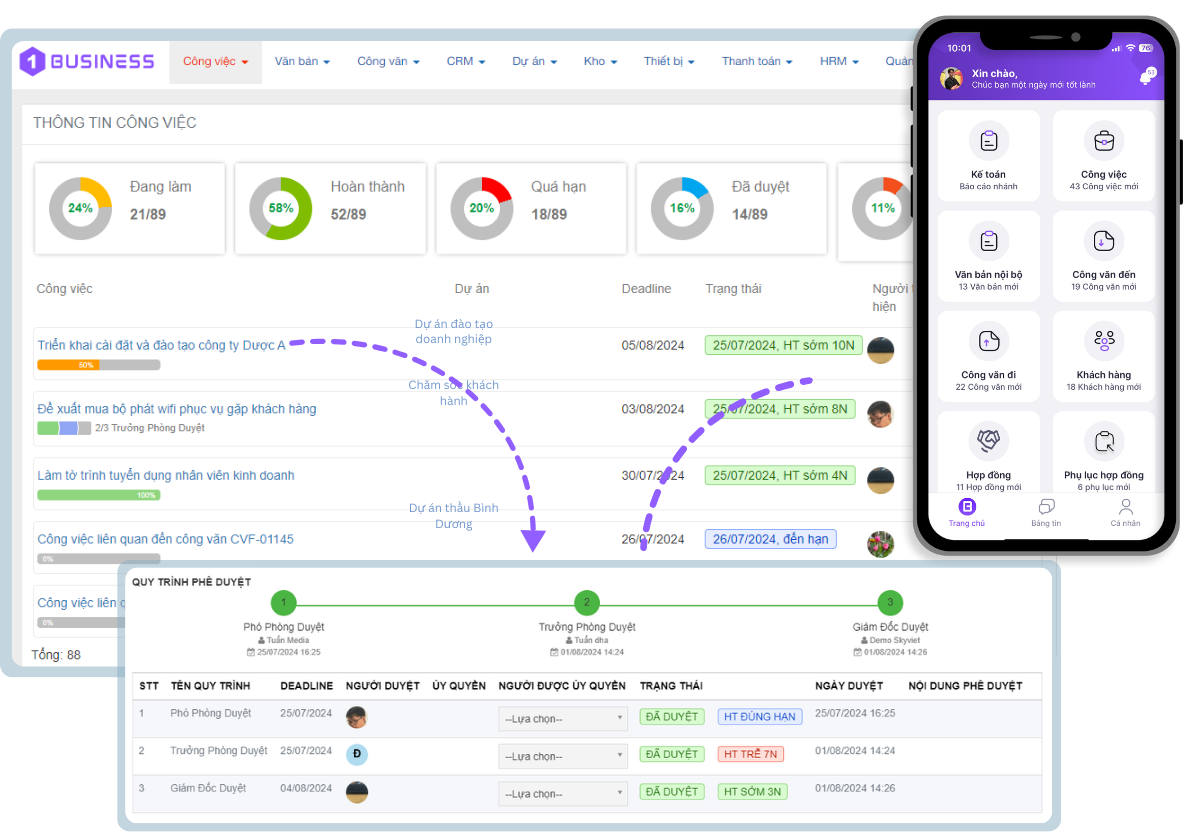 1 BUSINESS
Công việc Văn bản Công văn CRM Dự án Kho Thiết bị Thanh toán HRM
THÔNG TIN CÔNG VIỆC
24% Đang làm
21/89
58% Hoàn thành
52/89
20% Quá hạn
18/89
16% Đã duyệt
14/89
11%
Công việc Dự án Deadline Trạng thái Người
hiện
Triển khai cài đặt và đào tạo công ty Dược A
50%
Dự án đào tạo
doanh nghiệp
05/08/2024 25/07/2024, HT sớm 10N
Đề xuất mua bộ phát wifi phục vụ gặp khách hàng
2/3 Trưởng Phòng Duyệt
Chăm sóc khách
hành
03/08/2024 25/07/2024, HT sớm 8N
Làm tờ trình tuyển dụng nhân viên kinh doanh
100%
30/07/2024 25/07/2024, HT sớm 4N
Công việc liên quan đến công văn CVF-01145
0%
Dự án thầu Bình
Dương
26/07/2024 26/07/2024, đến hạn
Công việc liên
0%
Tổng: 88
10:01 76
Xin chào,
Chúc bạn một ngày mới tốt lành
53
Kế toán
Báo cáo nhánh
Công việc
43 Công việc mới
Văn bản nội bộ
13 Văn bản mới
Công văn đến
19 Công văn mới
Công văn đi
22 Công văn mới
Khách hàng
18 Khách hàng mới
Hợp đồng
11 Hợp đồng mới
Phụ lục hợp đồng
6 phụ lục mới
Trang chủ Bảng tin Cá nhân
QUY TRÌNH PHÊ DUYỆT
1 2 3
Phó Phòng Duyệt
Tuấn Media
25/07/2024 16:25
Trưởng Phòng Duyệt
Tuấn dha
01/08/2024 14:24
Giám Đốc Duyệt
Demo Skyviet
01/08/2024 14:26
STT TÊN QUY TRÌNH DEADLINE NGƯỜI DUYỆT ỦY QUYỀN NGƯỜI ĐƯỢC ỦY QUYỀN TRẠNG THÁI NGÀY DUYỆT NỘI DUNG PHÊ DUYỆT
1 Phó Phòng Duyệt 25/07/2024 --Lựa chọn-- ĐÃ DUYỆT HT ĐÚNG HẠN 25/07/2024 16:25
2 Trưởng Phòng Duyệt 25/07/2024 Đ --Lựa chọn-- ĐÃ DUYỆT HT TRỄ 7N 01/08/2024 14:24
3 Giám Đốc Duyệt 04/08/2024 --Lựa chọn-- ĐÃ DUYỆT HT SỚM 3N 01/08/2024 14:26